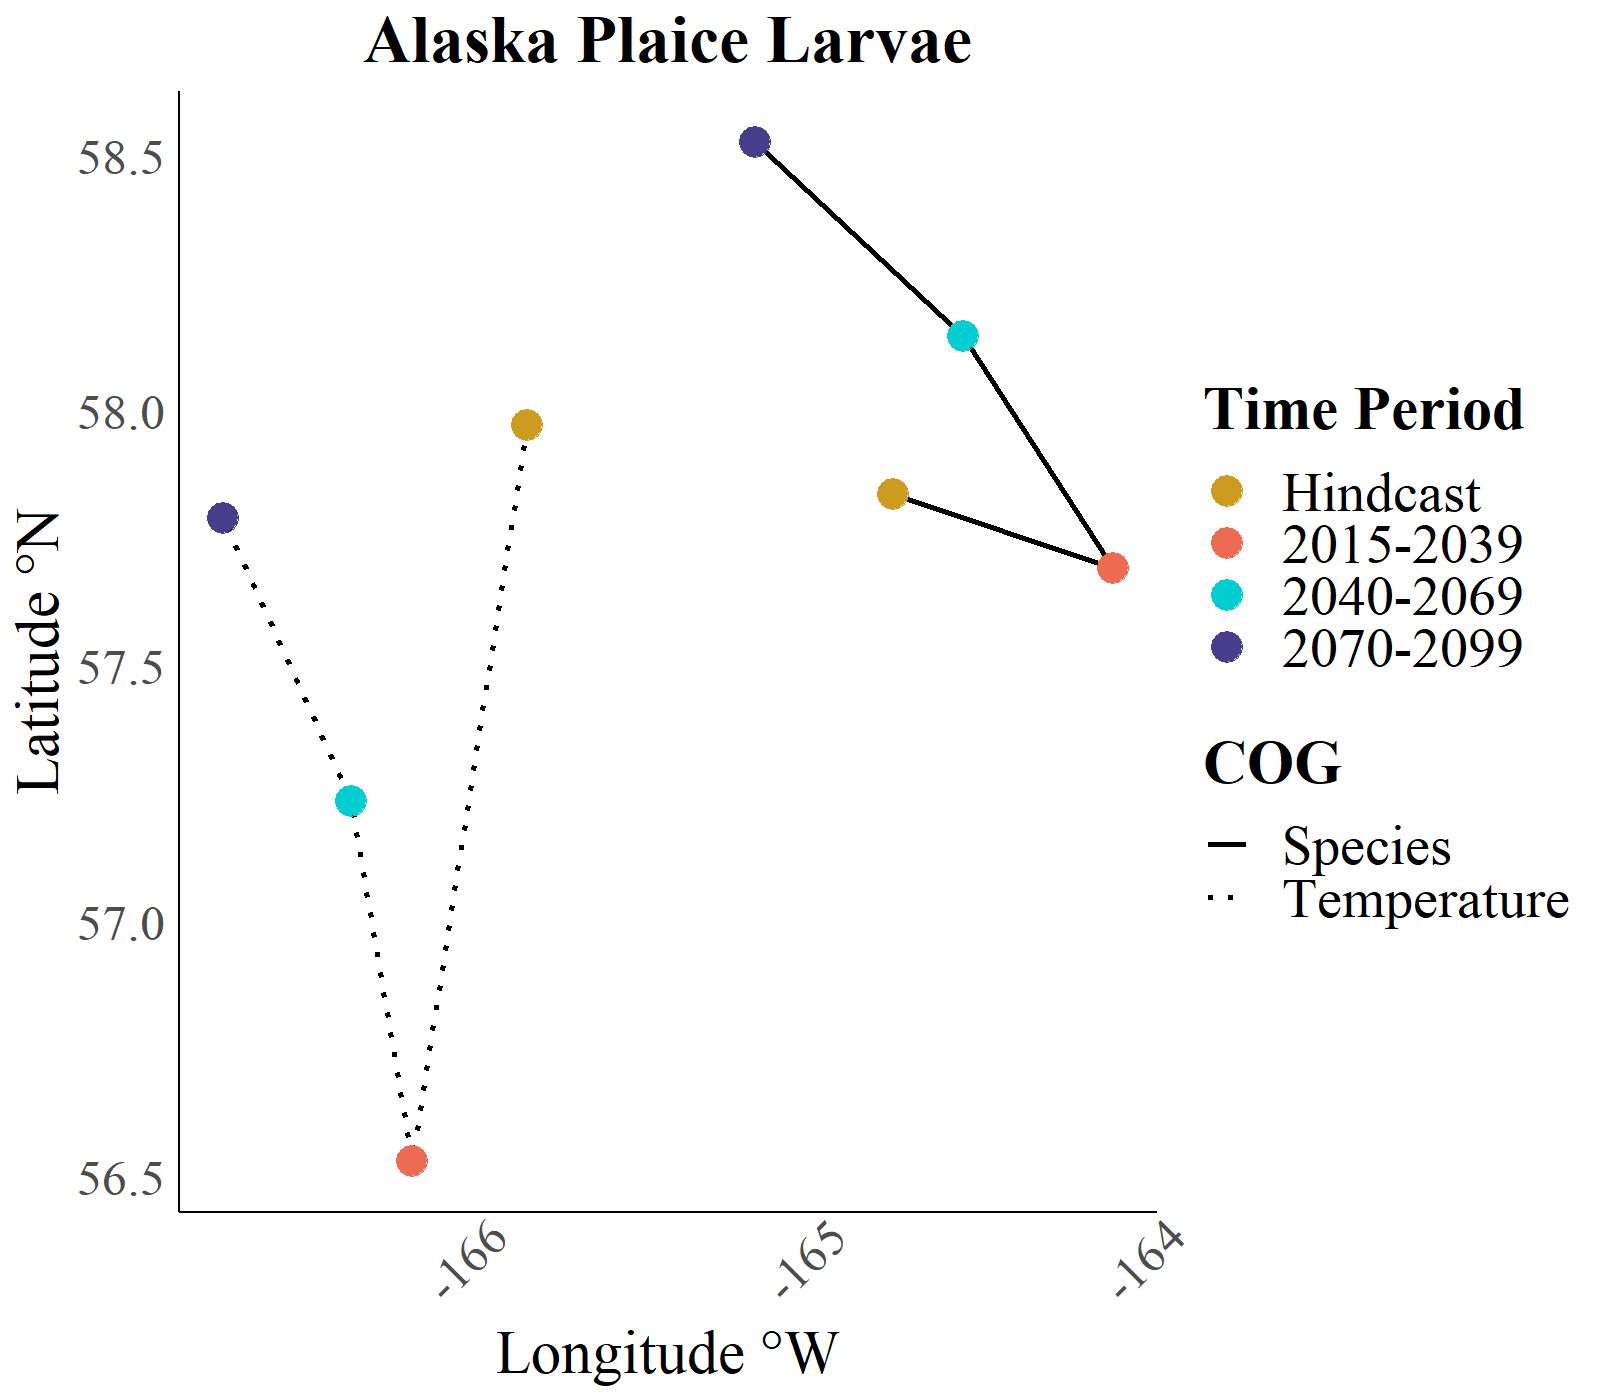 Alaska Plaice Larvae
58.5
58.0
57.5
57.0
56.5
Latitude °N
-166
-165
-164
Longitude °W
Time Period
Hindcast
2015-2039
2040-2069
2070-2099
COG
Species
Temperature